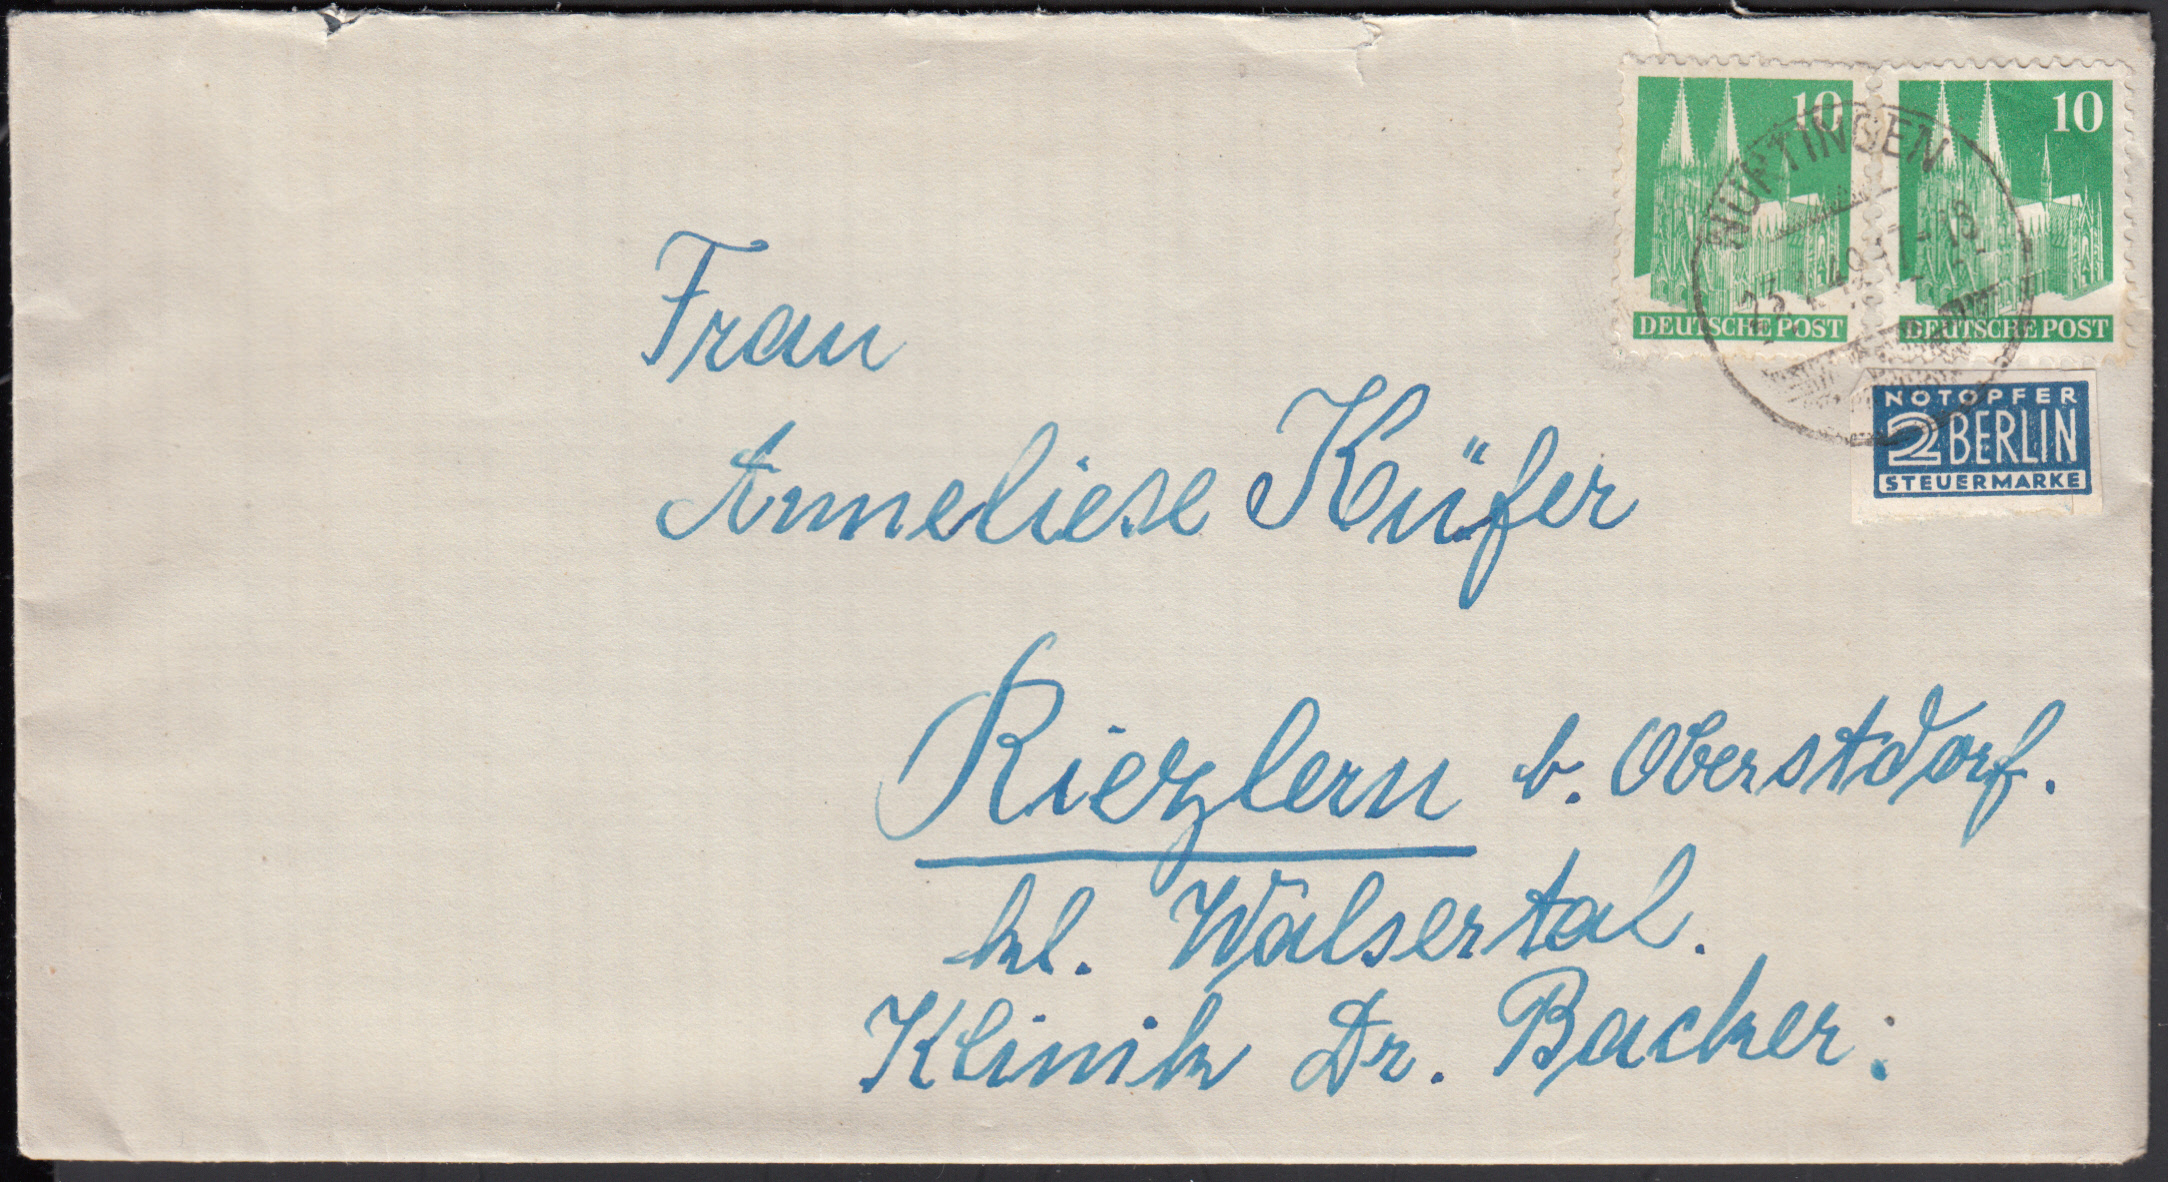 10 10
DEUTSCHE POST DEUTSCHE POST
NÜRTINGEN
NOTOPFER
2 BERLIN
STEUERMARKE
Frau
Anneliese Küfer
Riezlern b. Oberstdorf.
kl. Walsertal.
Klinik Dr. Backer.